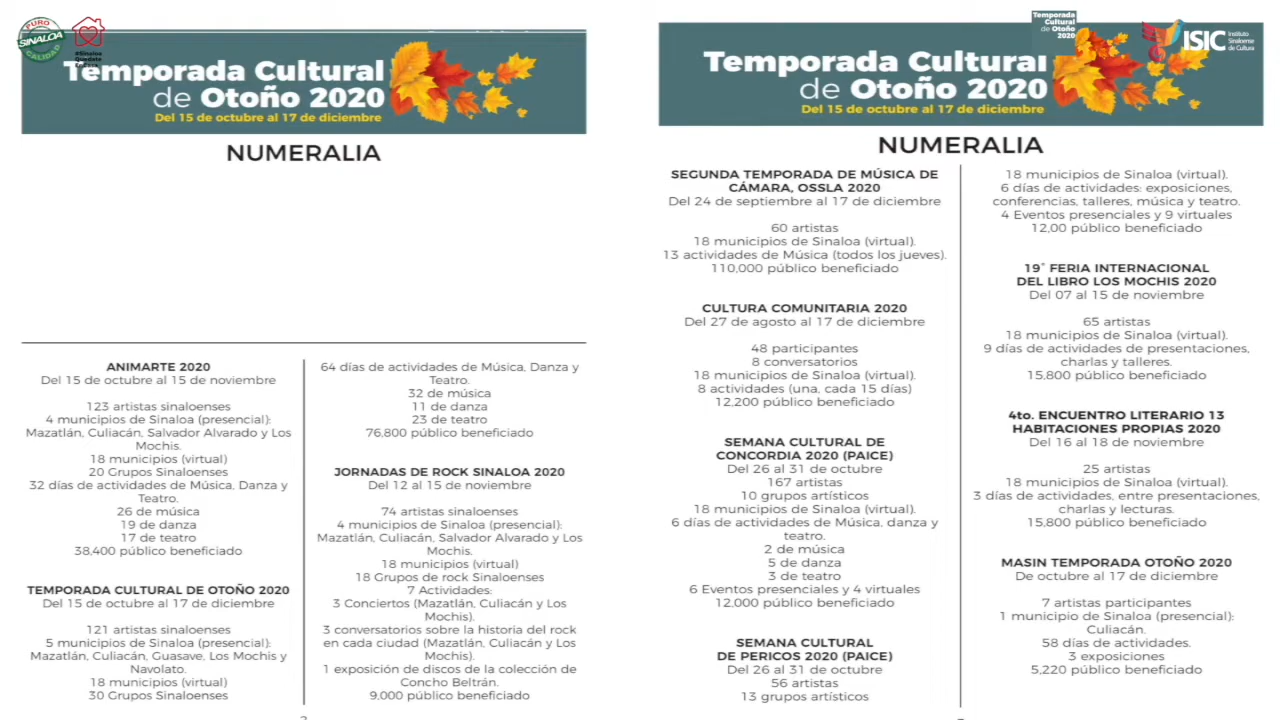 PURO
SINALOA
CALIDAD
#Sinaloa
Quédate
EnCasa
Temporada Cultural
de Otoño 2020
Del 15 de octubre al 17 de diciembre
NUMERALIA
ANIMARTE 2020
Del 15 de octubre al 15 de noviembre
123 artistas sinaloenses
4 municipios de Sinaloa (presencial):
Mazatlán, Culiacán, Salvador Alvarado y Los
Mochis.
18 municipios (virtual)
20 Grupos Sinaloenses
32 días de actividades de Música, Danza y
Teatro.
26 de música
19 de danza
17 de teatro
38,400 público beneficiado
TEMPORADA CULTURAL DE OTOÑO 2020
Del 15 de octubre al 17 de diciembre
121 artistas sinaloenses
5 municipios de Sinaloa (presencial):
Mazatlán, Culiacán, Guasave, Los Mochis y
Navolato.
18 municipios (virtual)
30 Grupos Sinaloenses
64 días de actividades de Música, Danza y
Teatro.
32 de música
11 de danza
23 de teatro
76,800 público beneficiado
JORNADAS DE ROCK SINALOA 2020
Del 12 al 15 de noviembre
74 artistas sinaloenses
4 municipios de Sinaloa (presencial):
Mazatlán, Culiacán, Salvador Alvarado y Los
Mochis.
18 municipios (virtual)
18 Grupos de rock Sinaloenses
7 Actividades:
3 Conciertos (Mazatlán, Culiacán y Los
Mochis).
3 conversatorios sobre la historia del rock
en cada ciudad (Mazatlán, Culiacán y Los
Mochis).
1 exposición de discos de la colección de
Concho Beltrán.
9,000 público beneficiado
Temporada
Cultural
de Otoño
2020
ISIC
Instituto
Sinaloense
de Cultura
Temporada Cultural
de Otoño 2020
Del 15 de octubre al 17 de diciembre
NUMERALIA
SEGUNDA TEMPORADA DE MÚSICA DE
CÁMARA, OSSLA 2020
Del 24 de septiembre al 17 de diciembre
60 artistas
18 municipios de Sinaloa (virtual).
13 actividades de Música (todos los jueves).
110,000 público beneficiado
CULTURA COMUNITARIA 2020
Del 27 de agosto al 17 de diciembre
48 participantes
8 conversatorios
18 municipios de Sinaloa (virtual).
8 actividades (una, cada 15 días)
12,200 público beneficiado
SEMANA CULTURAL DE
CONCORDIA 2020 (PAICE)
Del 26 al 31 de octubre
167 artistas
10 grupos artísticos
18 municipios de Sinaloa (virtual).
6 días de actividades de Música, danza y
teatro.
2 de música
5 de danza
3 de teatro
6 Eventos presenciales y 4 virtuales
12,000 público beneficiado
SEMANA CULTURAL
DE PERICOS 2020 (PAICE)
Del 26 al 31 de octubre
56 artistas
13 grupos artísticos
18 municipios de Sinaloa (virtual).
6 días de actividades: exposiciones,
conferencias, talleres, música y teatro.
4 Eventos presenciales y 9 virtuales
12,00 público beneficiado
19° FERIA INTERNACIONAL
DEL LIBRO LOS MOCHIS 2020
Del 07 al 15 de noviembre
65 artistas
18 municipios de Sinaloa (virtual).
9 días de actividades de presentaciones,
charlas y talleres.
15,800 público beneficiado
4to. ENCUENTRO LITERARIO 13
HABITACIONES PROPIAS 2020
Del 16 al 18 de noviembre
25 artistas
18 municipios de Sinaloa (virtual).
3 días de actividades, entre presentaciones,
charlas y lecturas.
15,800 público beneficiado
MASIN TEMPORADA OTOÑO 2020
De octubre al 17 de diciembre
7 artistas participantes
1 municipio de Sinaloa (presencial):
Culiacán.
58 días de actividades.
3 exposiciones
5,220 público beneficiado